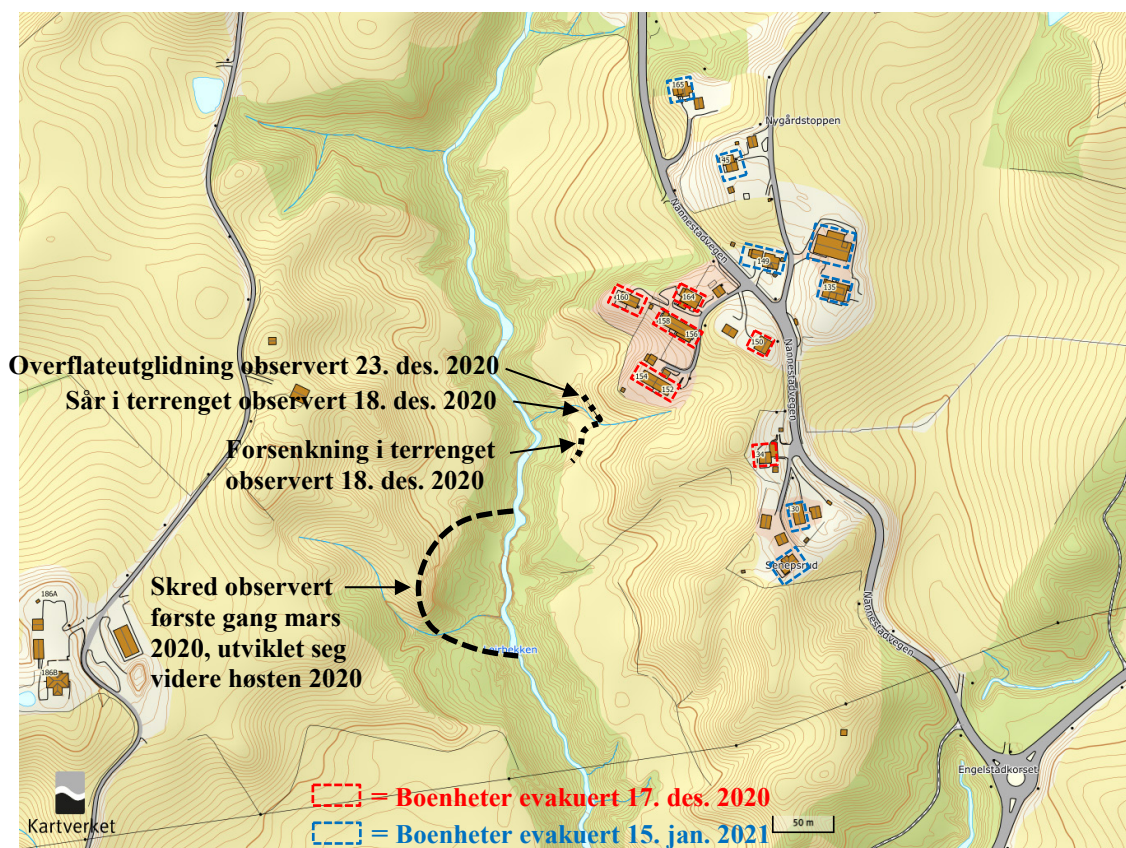 165
Nygårdstoppen
45
Nannestadvegen
149
135
160
164
158
156
150
154
152
Nannestadvegen
Overflateutglidning observert 23. des. 2020
Sår i terrenget observert 18. des. 2020
Forsenkning i terrenget
observert 18. des. 2020
34
30
Senepsrud
Skred observert
første gang mars
2020, utviklet seg
videre høsten 2020
Leirbekken
186A
186B
Nannestadvegen
Engelstadkorset
Kartverket
= Boenheter evakuert 17. des. 2020
= Boenheter evakuert 15. jan. 2021
50 m